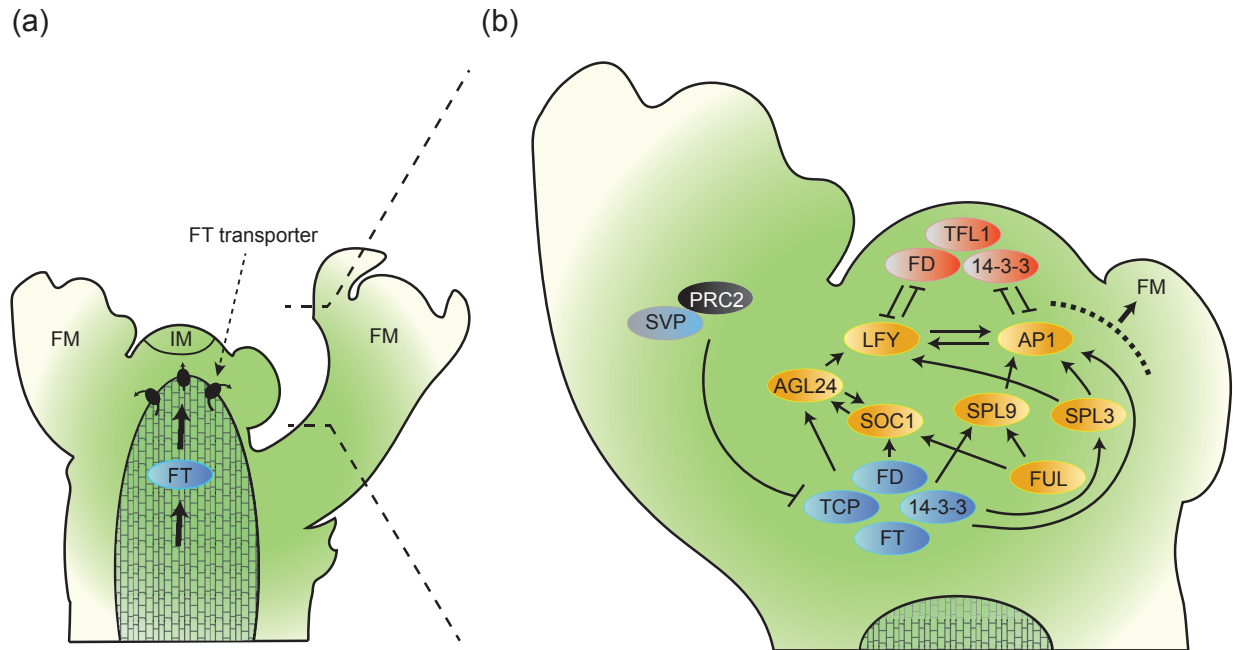 (a)
FT transporter
FM
IM
FM
FT
(b)
TFL1
FD
14-3-3
FM
PRC2
SVP
LFY
AP1
AGL24
SOC1
SPL9
SPL3
FD
FUL
TCP
14-3-3
FT